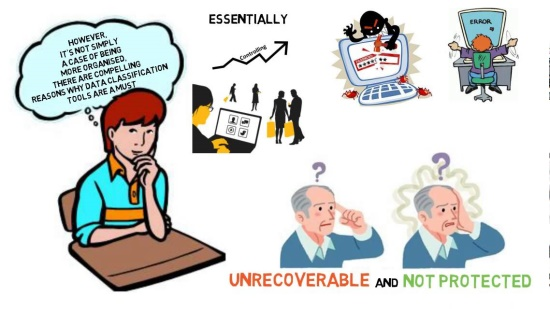 HOWEVER,
IT'S NOT SIMPLY
A CASE OF BEING
MORE ORGANISED,
THERE ARE COMPELLING
REASONS WHY DATA CLASSIFICATION
TOOLS ARE A MUST
ESSENTIALLY
Controlling
ERROR
?
?
UNRECOVERABLE AND NOT PROTECTED